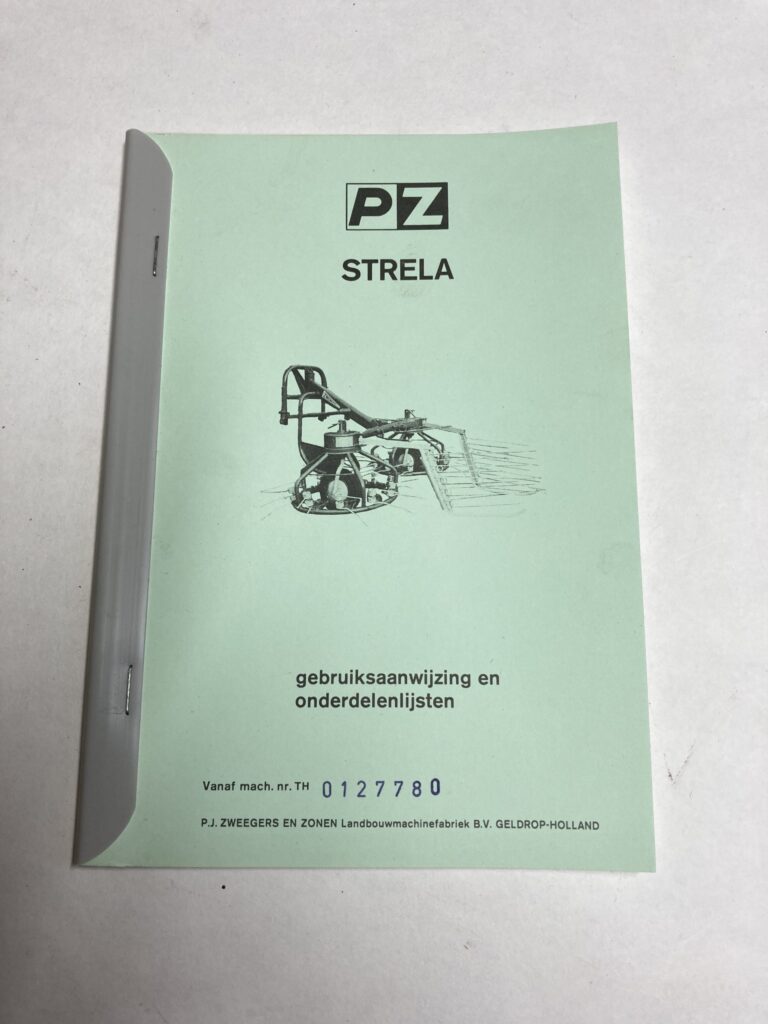 PZ
STRELA
gebruiksaanwijzing en
onderdelenlijsten
Vanaf mach. nr. TH 0127780
P.J. ZWEEGERS EN ZONEN Landbouwmachinefabriek B.V. GELDROP-HOLLAND